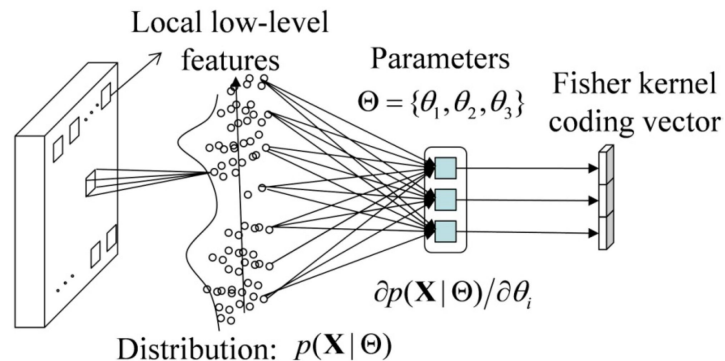 Local low-level
features
Parameters
Θ = {θ₁, θ₂, θ₃}
Fisher kernel
coding vector
∂p(X | Θ)/∂θᵢ
Distribution: p(X | Θ)